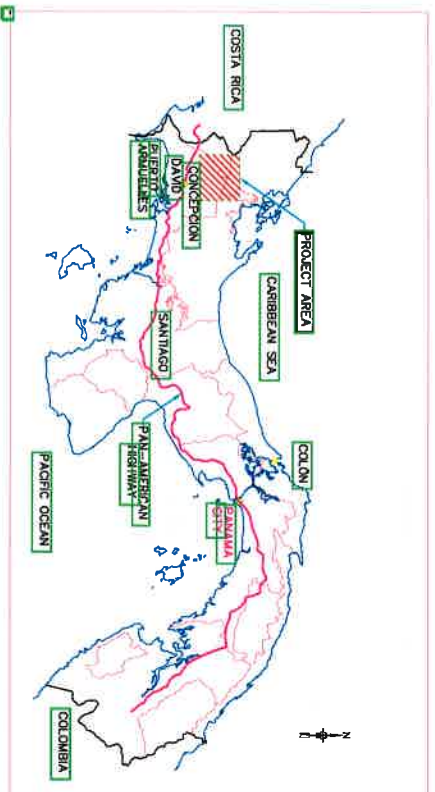 COSTA RICA
PROJECT AREA
CARIBBEAN SEA
CONCEPCION
DAVID
PUERTO
ARMUELLES
SANTIAGO
PAN-AMERICAN
HIGHWAY
COLON
PANAMA
CITY
PACIFIC OCEAN
COLOMBIA
N